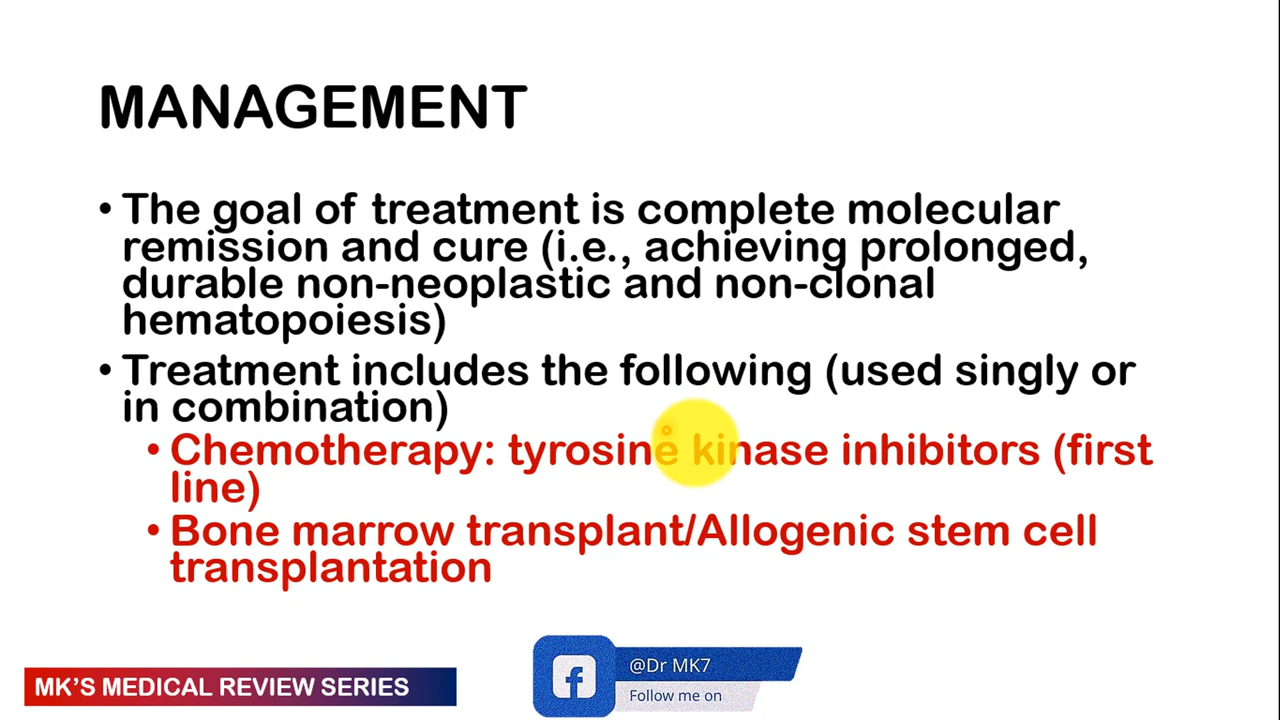 MANAGEMENT
• The goal of treatment is complete molecular
remission and cure (i.e., achieving prolonged,
durable non-neoplastic and non-clonal
hematopoiesis)
• Treatment includes the following (used singly or
in combination)
• Chemotherapy: tyrosine kinase inhibitors (first
line)
• Bone marrow transplant/Allogenic stem cell
transplantation
MK'S MEDICAL REVIEW SERIES
@Dr MK7
Follow me on